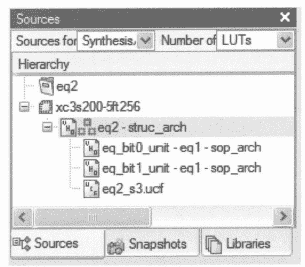 Sources
Sources for Synthesis/ Number of LUTs
Hierarchy
eq2
xc3s200-5ft256
eq2 - struc_arch
eq_bit0_unit - eq1 - sop_arch
eq_bit1_unit - eq1 - sop_arch
eq2_s3.ucf
Sources Snapshots Libraries